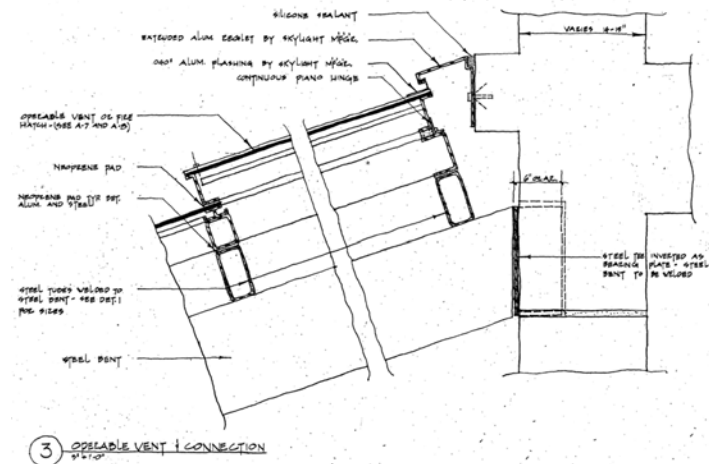 SILICONE SEALANT
EXTRUDED ALUM. REGLET BY SKYLIGHT M'F'G'R.
.040" ALUM. FLASHING BY SKYLIGHT M'F'G'R.
CONTINUOUS PIANO HINGE
VARIES 14-18"
OPERABLE VENT OR FIRE
HATCH - (SEE A-7 AND A-8)
NEOPRENE PAD
NEOPRENE PAD TYP. BET.
ALUM. AND STEEL
STEEL TUBES WELDED TO
STEEL BENT - SEE DET. 1
FOR SIZES
STEEL BENT
STEEL TEE INVERTED AS
BEARING PLATE - STEEL
BENT TO BE WELDED
3 OPERABLE VENT & CONNECTION